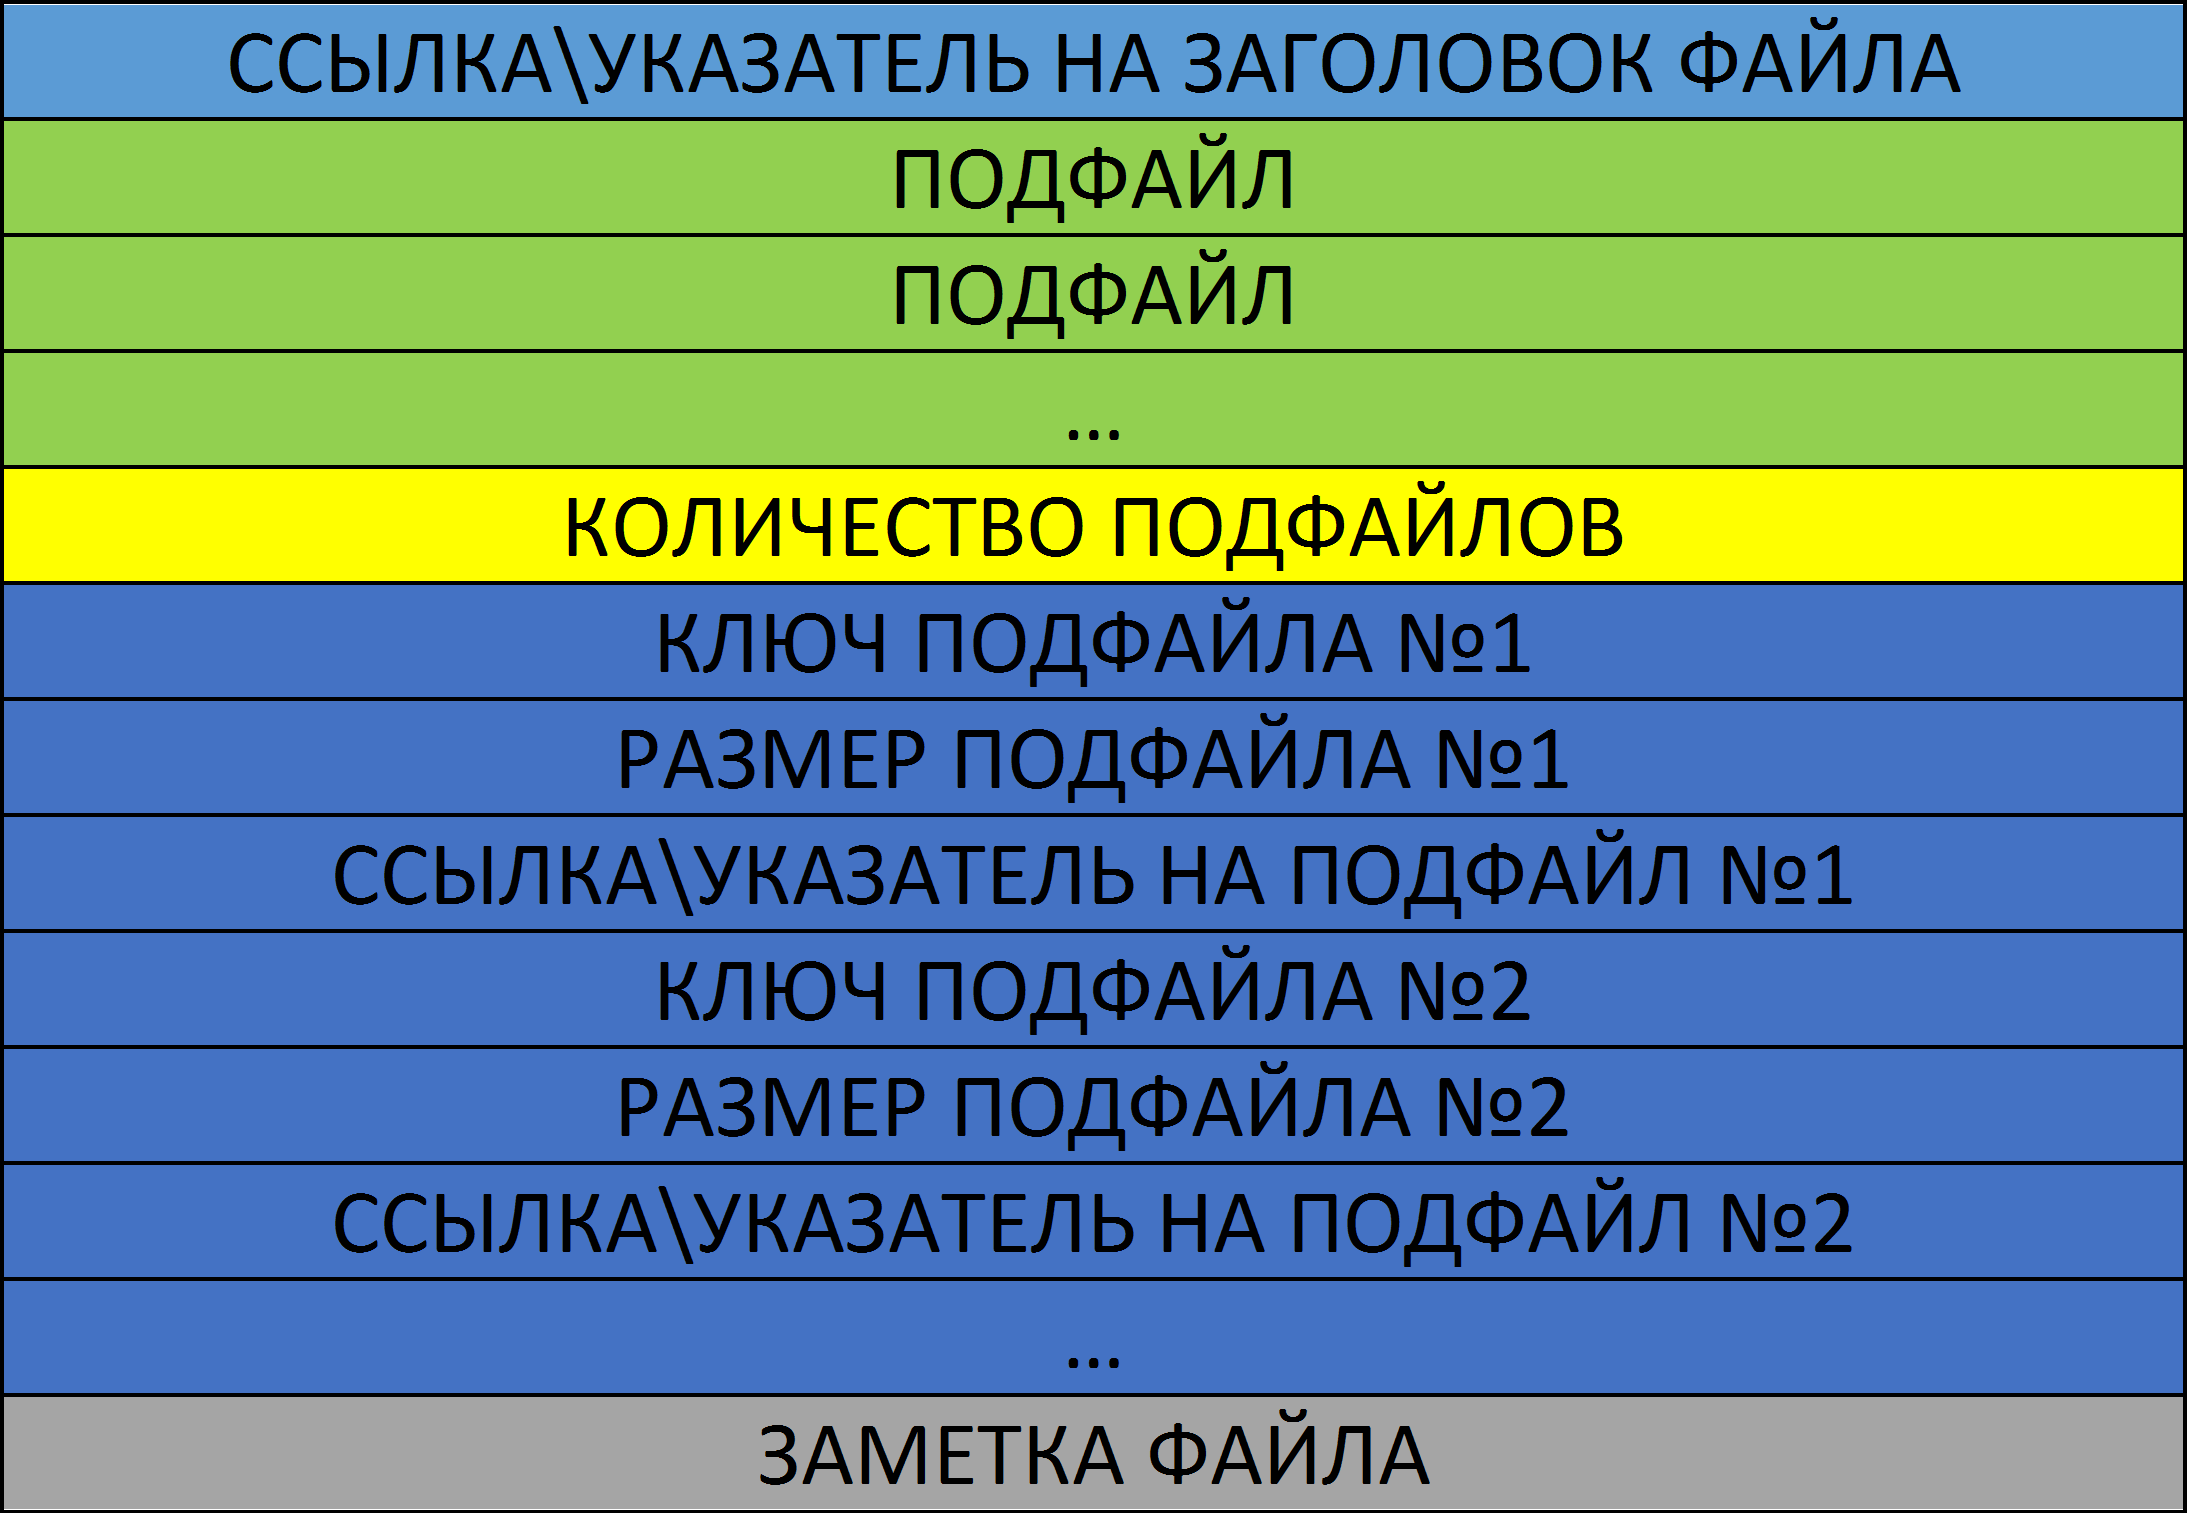 ССЫЛКА\УКАЗАТЕЛЬ НА ЗАГОЛОВОК ФАЙЛА
ПОДФАЙЛ
ПОДФАЙЛ
...
КОЛИЧЕСТВО ПОДФАЙЛОВ
КЛЮЧ ПОДФАЙЛА №1
РАЗМЕР ПОДФАЙЛА №1
ССЫЛКА\УКАЗАТЕЛЬ НА ПОДФАЙЛ №1
КЛЮЧ ПОДФАЙЛА №2
РАЗМЕР ПОДФАЙЛА №2
ССЫЛКА\УКАЗАТЕЛЬ НА ПОДФАЙЛ №2
...
ЗАМЕТКА ФАЙЛА